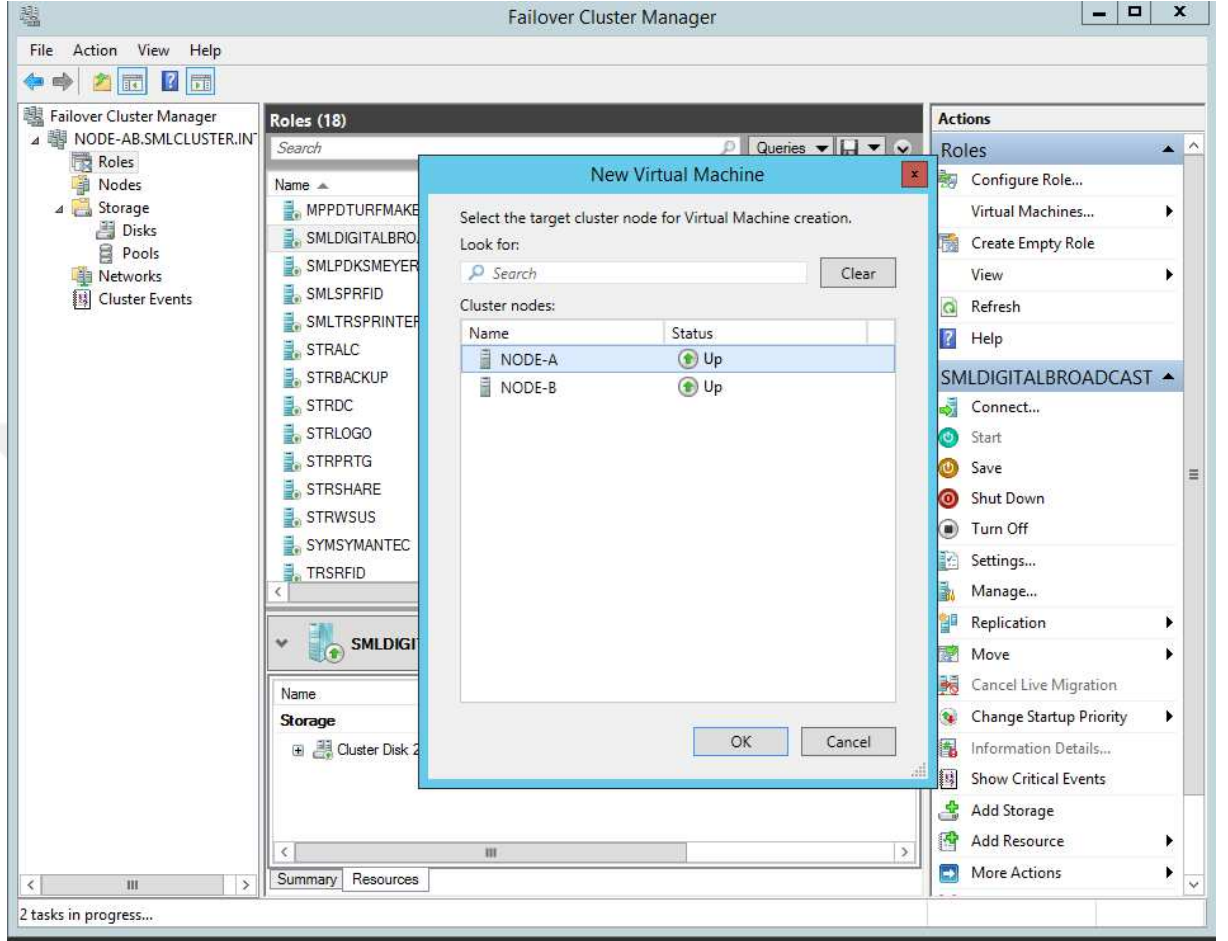 Failover Cluster Manager
File Action View Help
Failover Cluster Manager
NODE-AB.SMLCLUSTER.IN
Roles
Nodes
Storage
Disks
Pools
Networks
Cluster Events
Roles (18)
Search
Queries
Name
MPPDTURFMAKE
SMLDIGITALBRO
SMLPDKSMEYER
SMLSPRFID
SMLTRSPRINTER
STRALC
STRBACKUP
STRDC
STRLOGO
STRPRTG
STRSHARE
STRWSUS
SYMSYMANTEC
TRSRFID
SMLDIGI
Name
Storage
Cluster Disk 2
Summary Resources
New Virtual Machine
x
Select the target cluster node for Virtual Machine creation.
Look for:
Search Clear
Cluster nodes:
Name Status
NODE-A Up
NODE-B Up
OK Cancel
Actions
Roles
Configure Role...
Virtual Machines...
Create Empty Role
View
Refresh
Help
SMLDIGITALBROADCAST
Connect...
Start
Save
Shut Down
Turn Off
Settings...
Manage...
Replication
Move
Cancel Live Migration
Change Startup Priority
Information Details...
Show Critical Events
Add Storage
Add Resource
More Actions
2 tasks in progress...